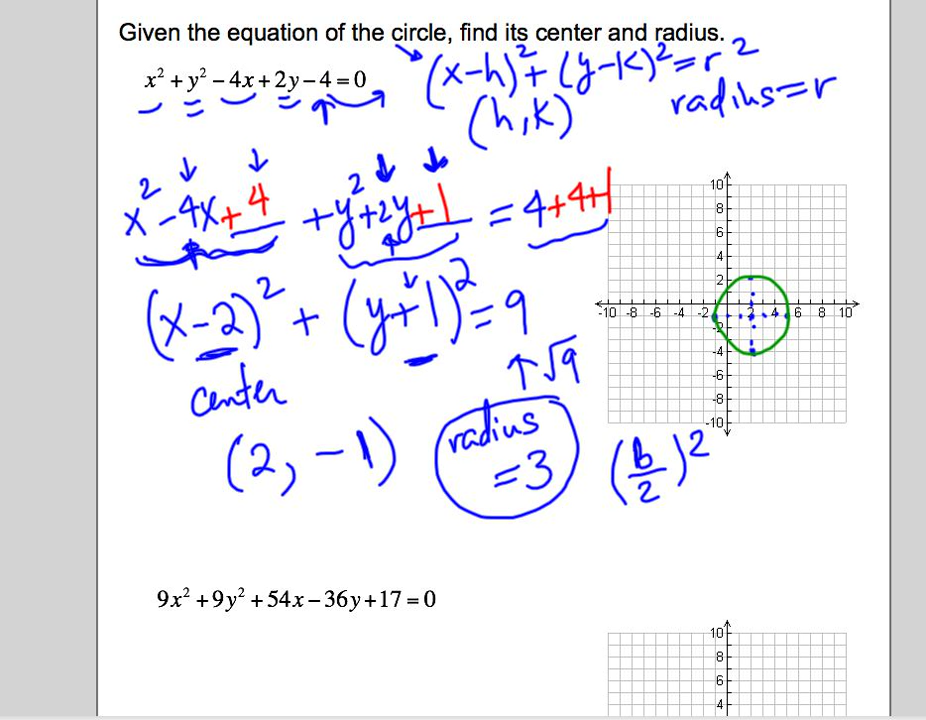 Given the equation of the circle, find its center and radius.
x² + y² – 4x + 2y – 4 = 0
(x-h)² + (y-k)² = r²
(h,k)
radius = r
x² - 4x + 4 + y² + 2y + 1 = 4+4+1
(x-2)² + (y+1)² = 9
↑ √9
center
(2, -1)
radius
= 3
(b/2)²
10
8
6
4
2
-10 -8 -6 -4 -2 2 4 6 8 10
-2
-4
-6
-8
-10
9x² + 9y² + 54x – 36y + 17 = 0
10
8
6
4